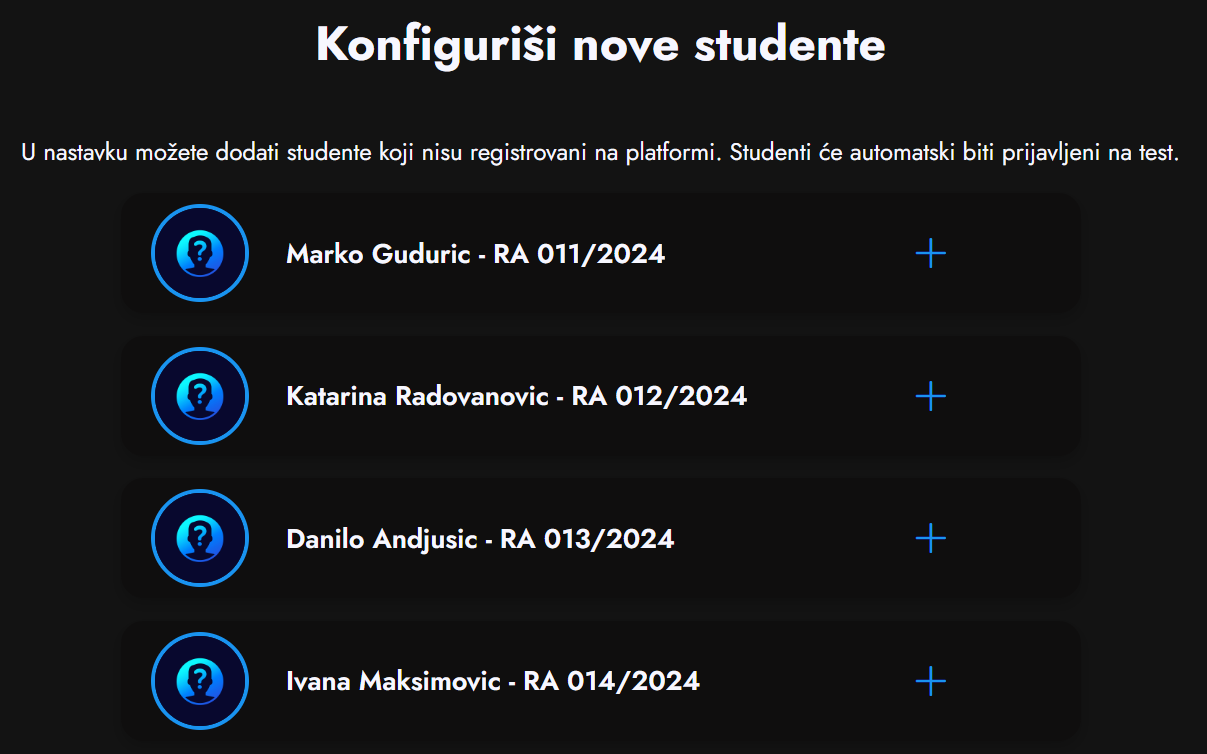 Konfiguriši nove studente
U nastavku možete dodati studente koji nisu registrovani na platformi. Studenti će automatski biti prijavljeni na test.
Marko Guduric - RA 011/2024
Katarina Radovanovic - RA 012/2024
Danilo Andjusic - RA 013/2024
Ivana Maksimovic - RA 014/2024